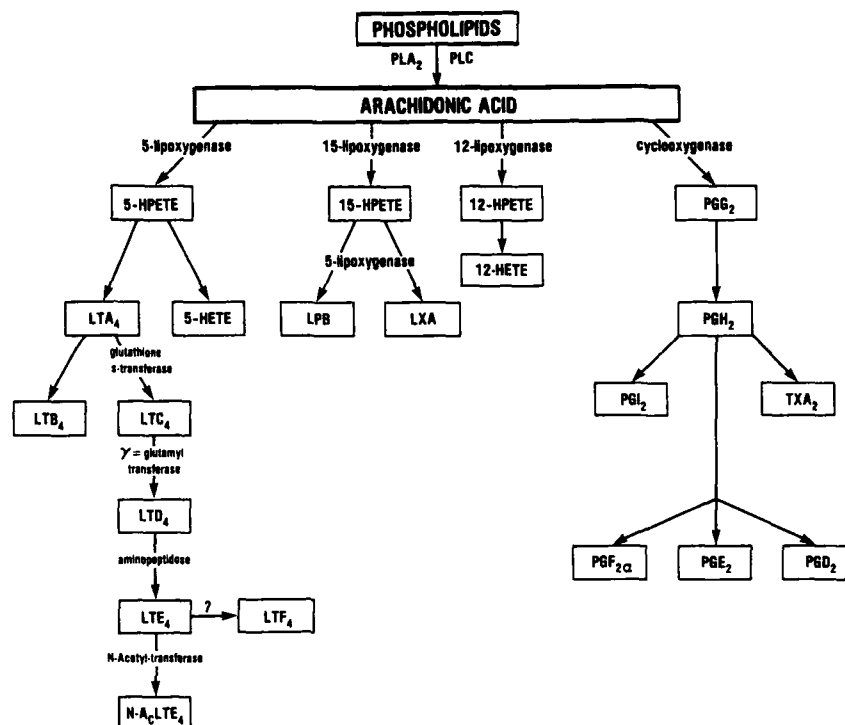 PHOSPHOLIPIDS
PLA₂ PLC
ARACHIDONIC ACID
5-lipoxygenase 15-lipoxygenase 12-lipoxygenase cyclooxygenase
5-HPETE 15-HPETE 12-HPETE PGG₂
5-lipoxygenase
12-HETE
LTA₄ 5-HETE LPB LXA PGH₂
glutathione
s-transferase
LTB₄ LTC₄ PGI₂ TXA₂
γ = glutamyl
transferase
LTD₄
PGF₂α PGE₂ PGD₂
aminopeptidose
LTE₄ ? LTF₄
N-Acetyl-transferase
N-ACLTE₄